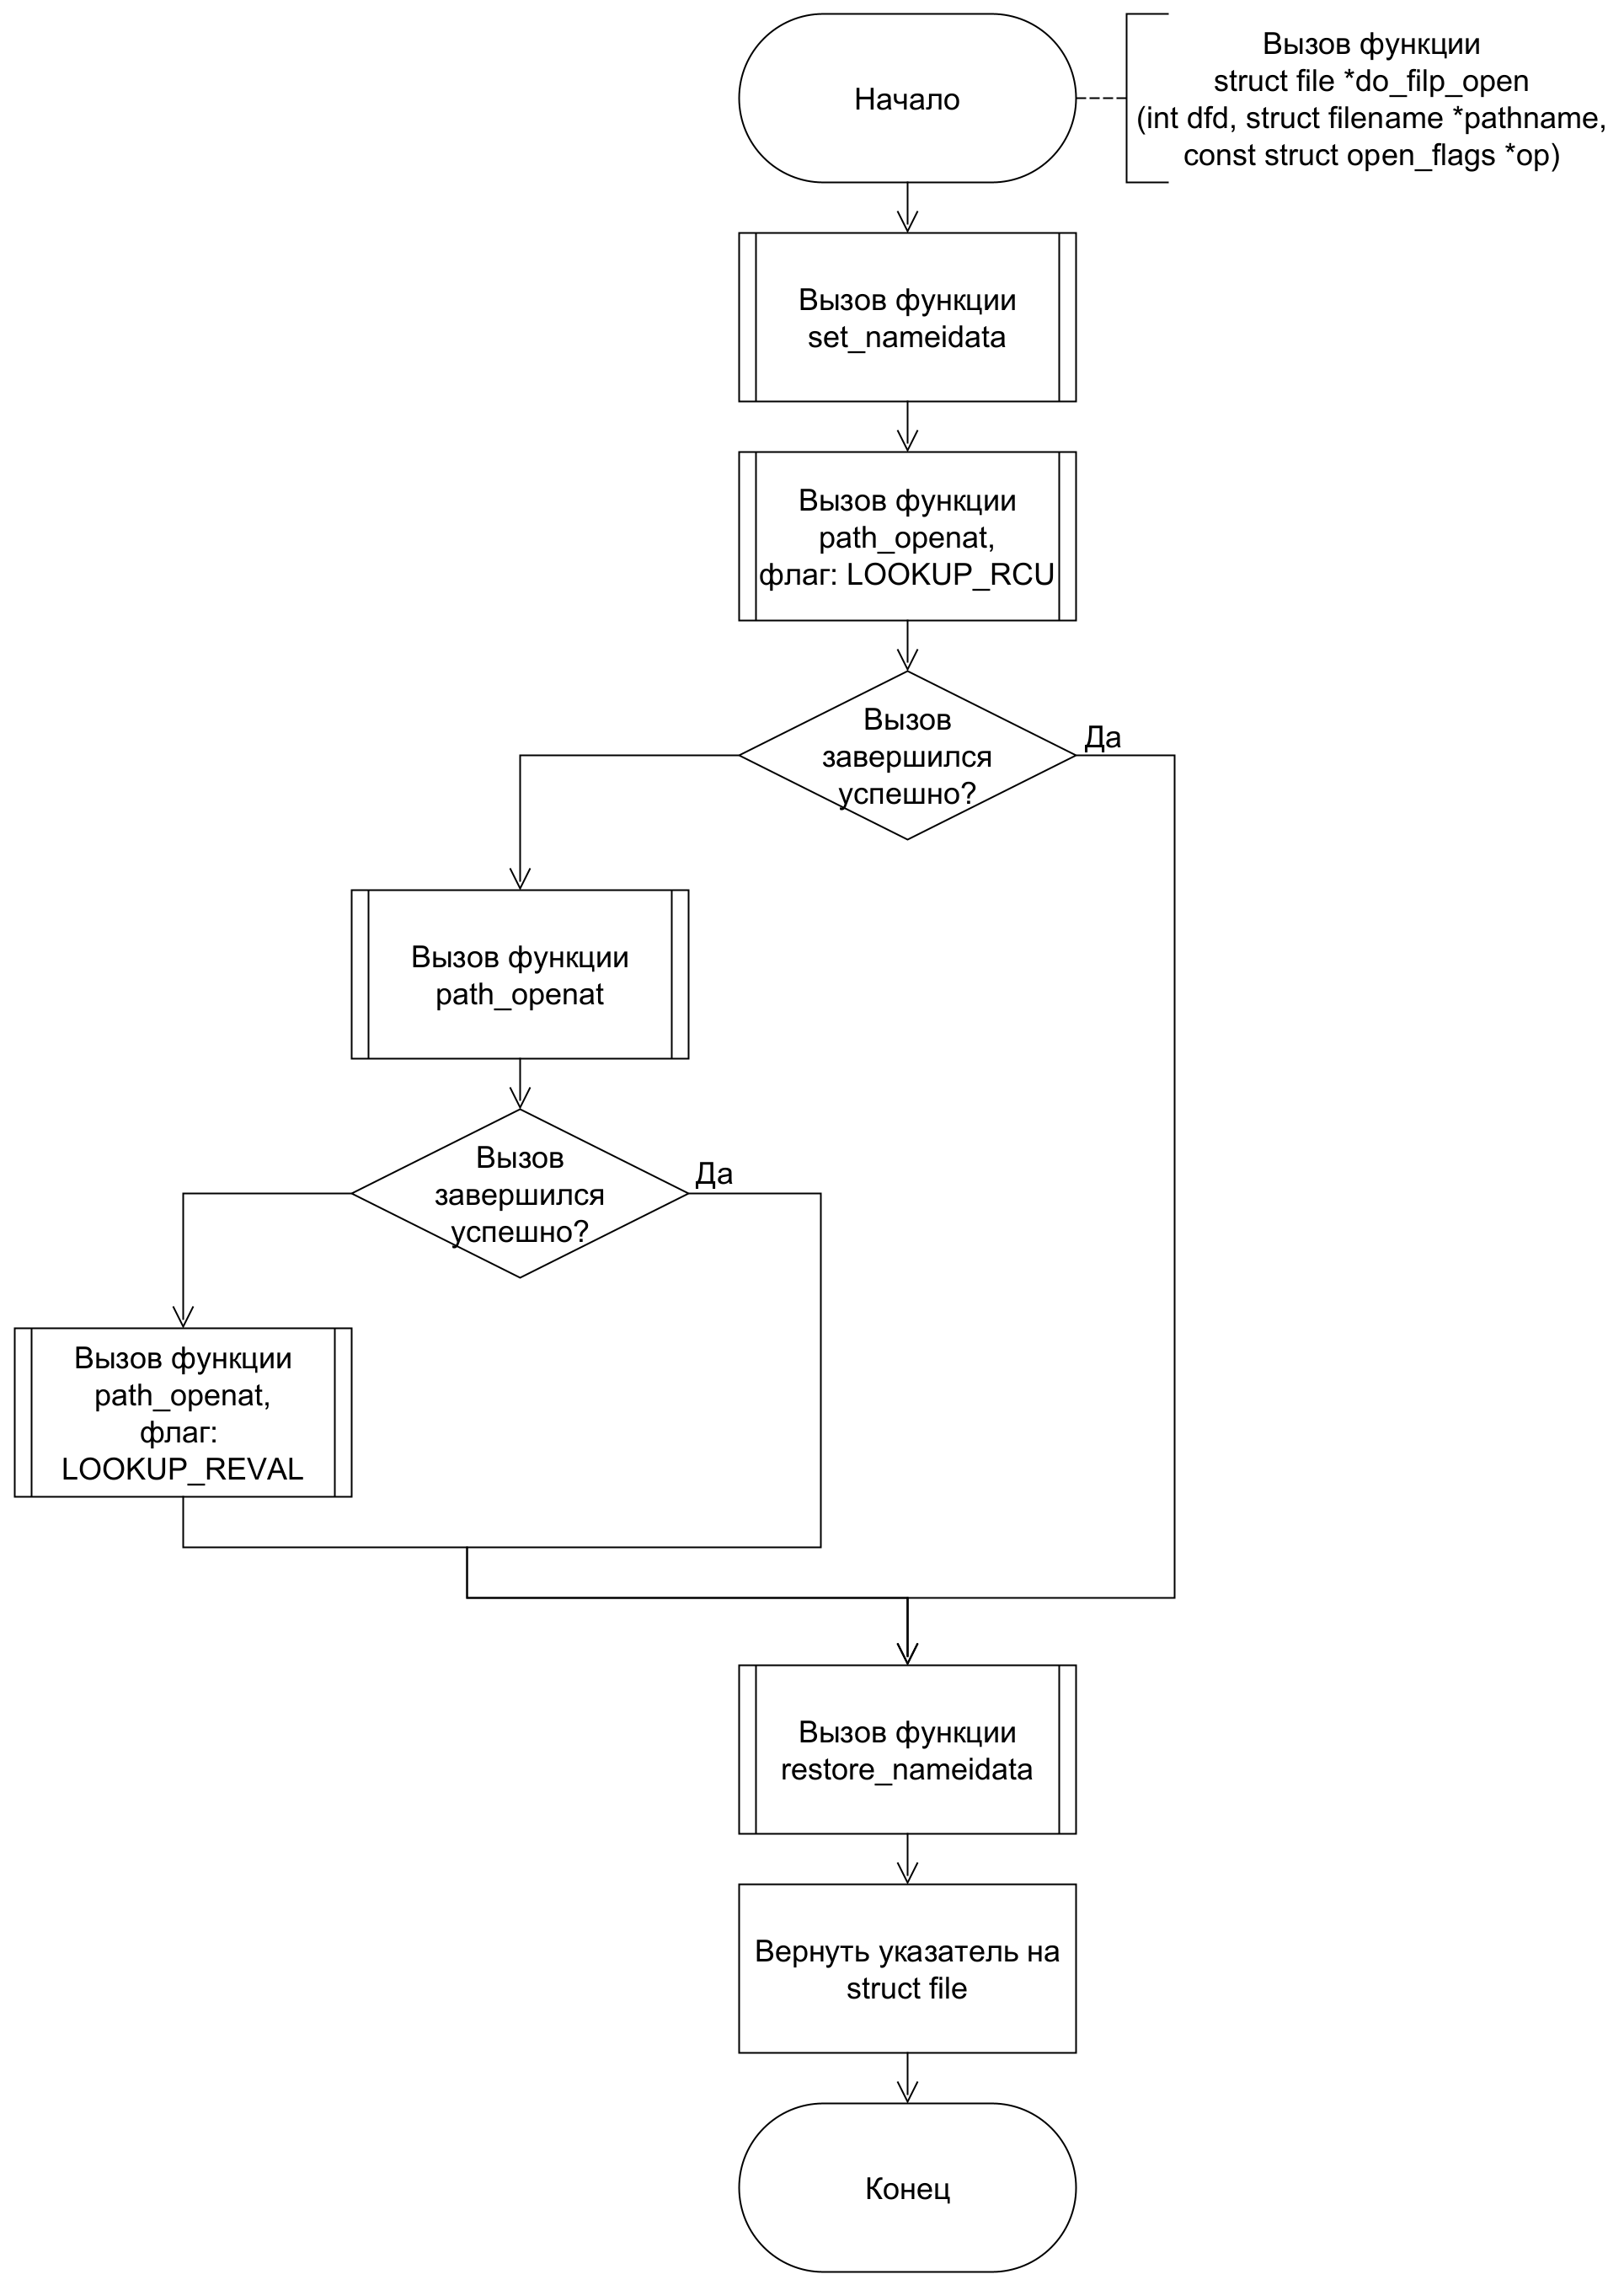 Начало
Вызов функции
struct file *do_filp_open
(int dfd, struct filename *pathname,
const struct open_flags *op)
Вызов функции
set_nameidata
Вызов функции
path_openat,
флаг: LOOKUP_RCU
Вызов
завершился
успешно?
Да
Вызов функции
path_openat
Вызов
завершился
успешно?
Да
Вызов функции
path_openat,
флаг:
LOOKUP_REVAL
Вызов функции
restore_nameidata
Вернуть указатель на
struct file
Конец